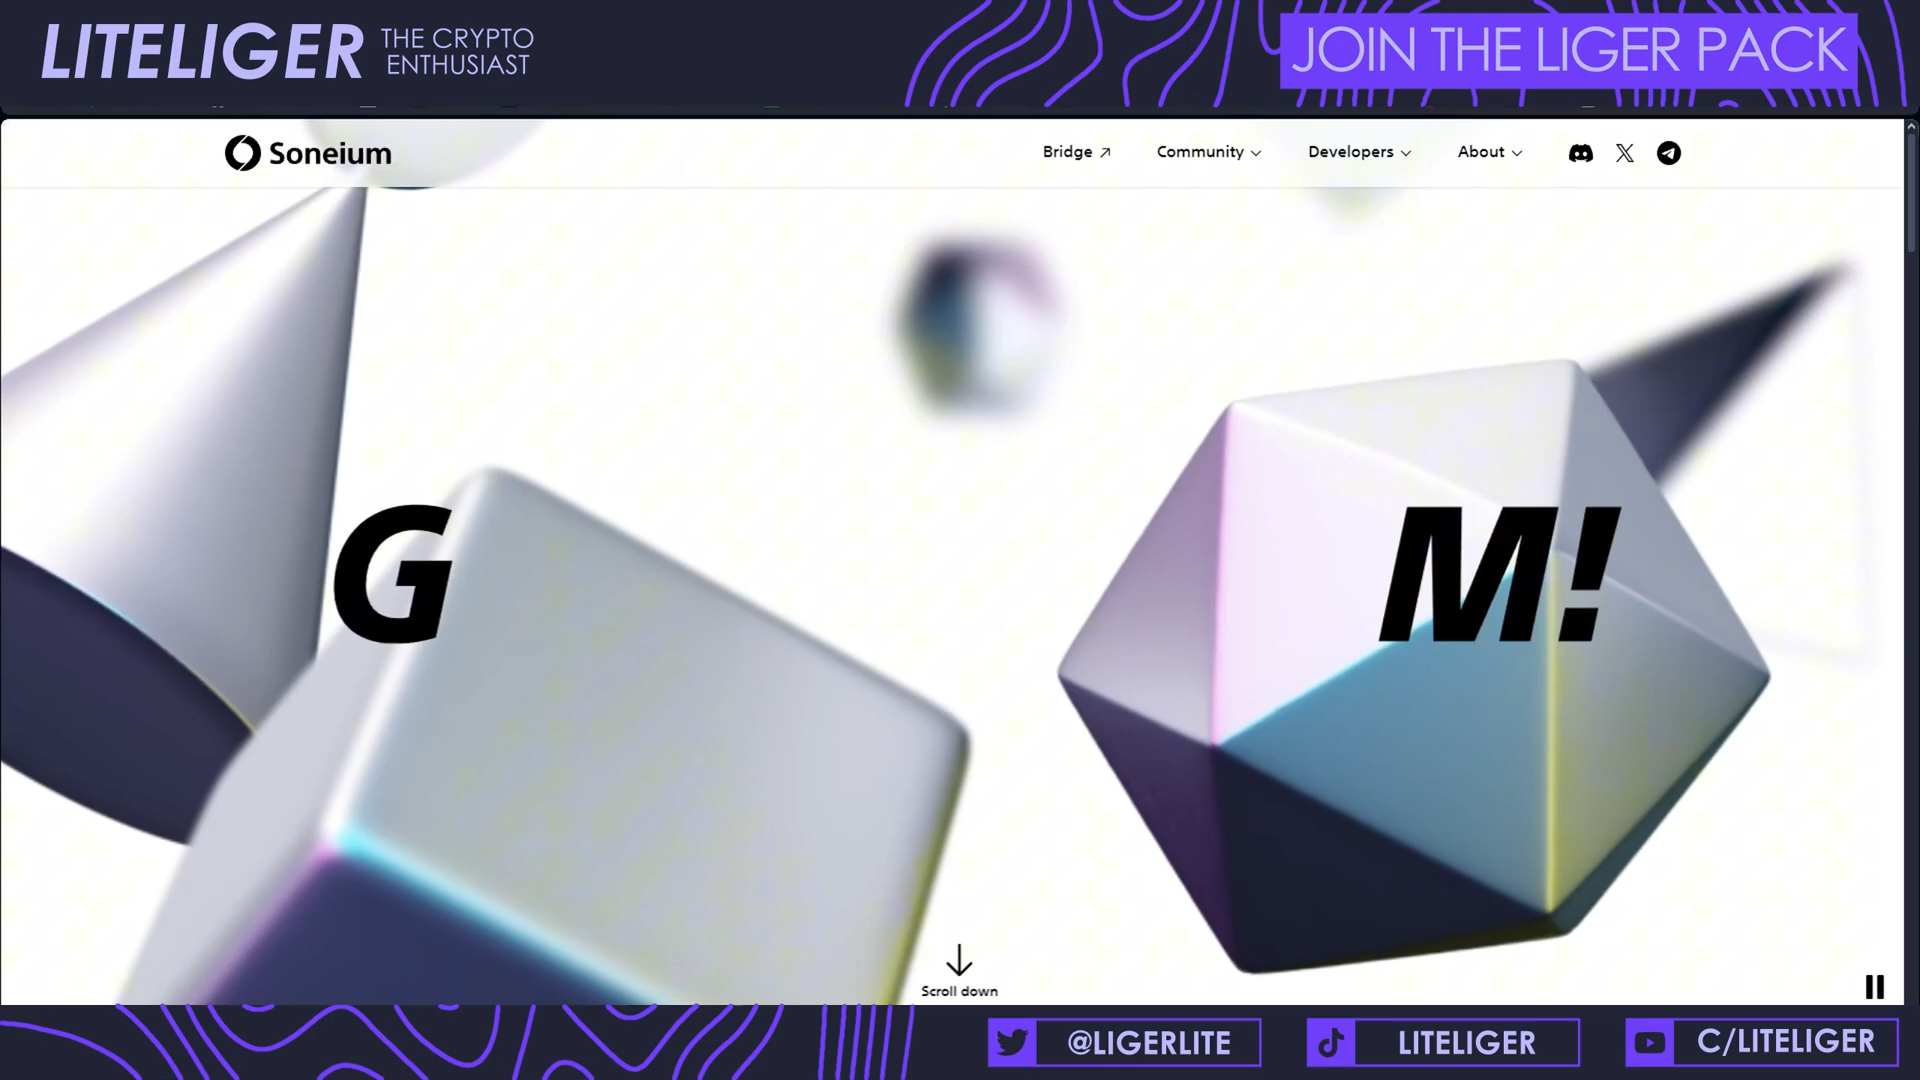 LITELIGER
THE CRYPTO
ENTHUSIAST
JOIN THE LIGER PACK
Soneium
Bridge
Community
Developers
About
G M!
Scroll down
@LIGERLITE
LITELIGER
C/LITELIGER